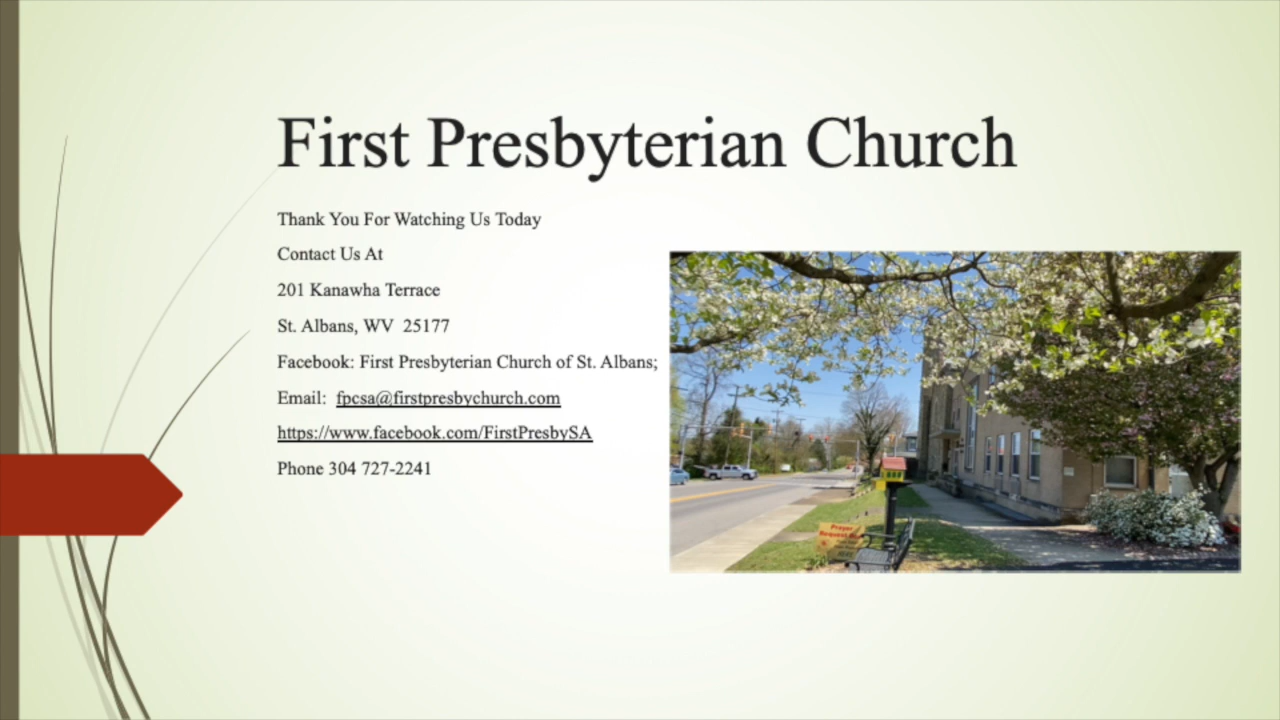 First Presbyterian Church
Thank You For Watching Us Today
Contact Us At
201 Kanawha Terrace
St. Albans, WV  25177
Facebook: First Presbyterian Church of St. Albans;
Email:  fpcsa@firstpresbychurch.com
https://www.facebook.com/FirstPresbySA
Phone 304 727-2241
Prayer
Request